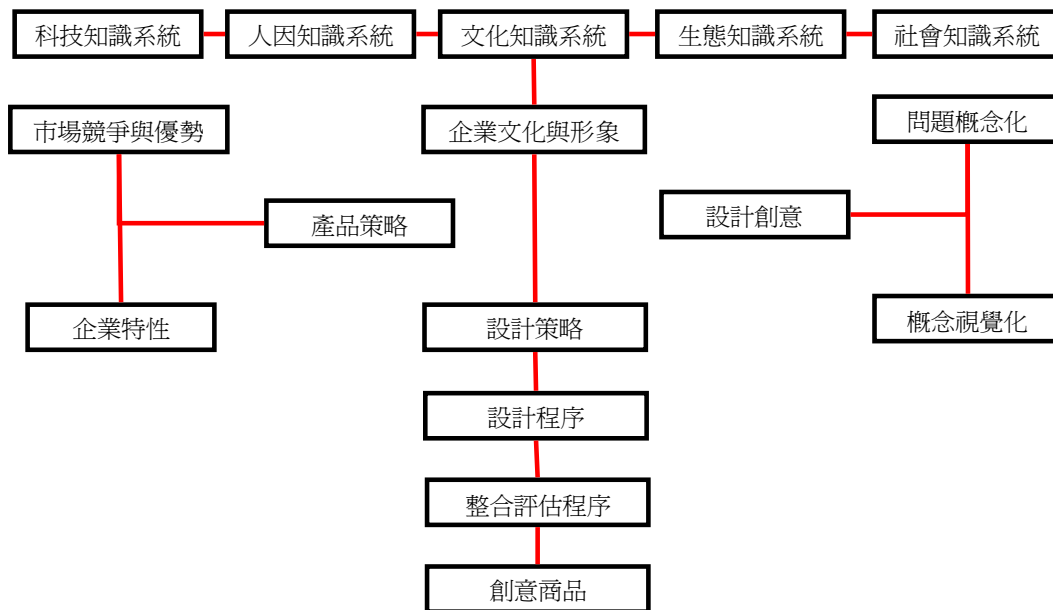 科技知識系統
人因知識系統
文化知識系統
生態知識系統
社會知識系統
市場競爭與優勢
企業文化與形象
問題概念化
產品策略
設計創意
企業特性
設計策略
概念視覺化
設計程序
整合評估程序
創意商品